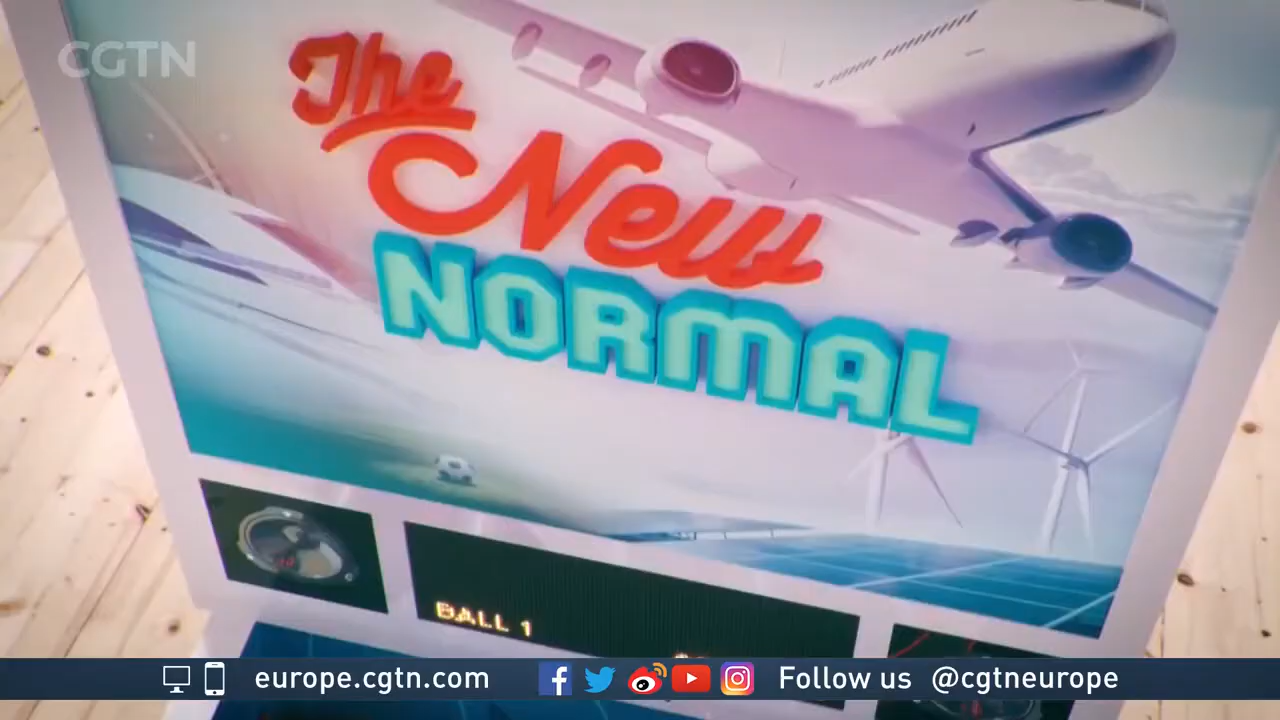 CGTN
The
New
NORMAL
BALL 1
europe.cgtn.com Follow us @cgtneurope